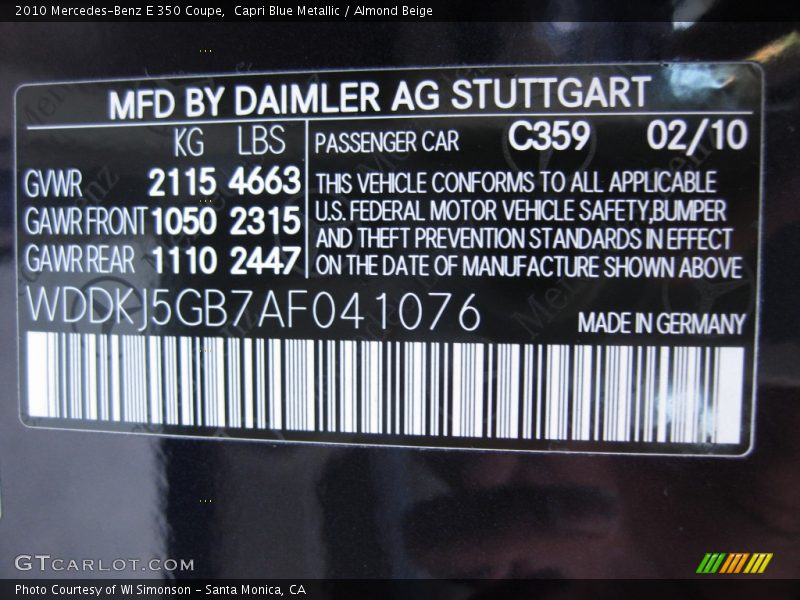 2010 Mercedes-Benz E 350 Coupe,  Capri Blue Metallic / Almond Beige
MFD BY DAIMLER AG STUTTGART
KG LBS
GVWR 2115 4663
GAWR FRONT 1050 2315
GAWR REAR 1110 2447
PASSENGER CAR C359 02/10
THIS VEHICLE CONFORMS TO ALL APPLICABLE
U.S. FEDERAL MOTOR VEHICLE SAFETY,BUMPER
AND THEFT PREVENTION STANDARDS IN EFFECT
ON THE DATE OF MANUFACTURE SHOWN ABOVE
WDDKJ5GB7AF041076
MADE IN GERMANY
GTCARLOT.COM
Photo Courtesy of WI Simonson - Santa Monica, CA